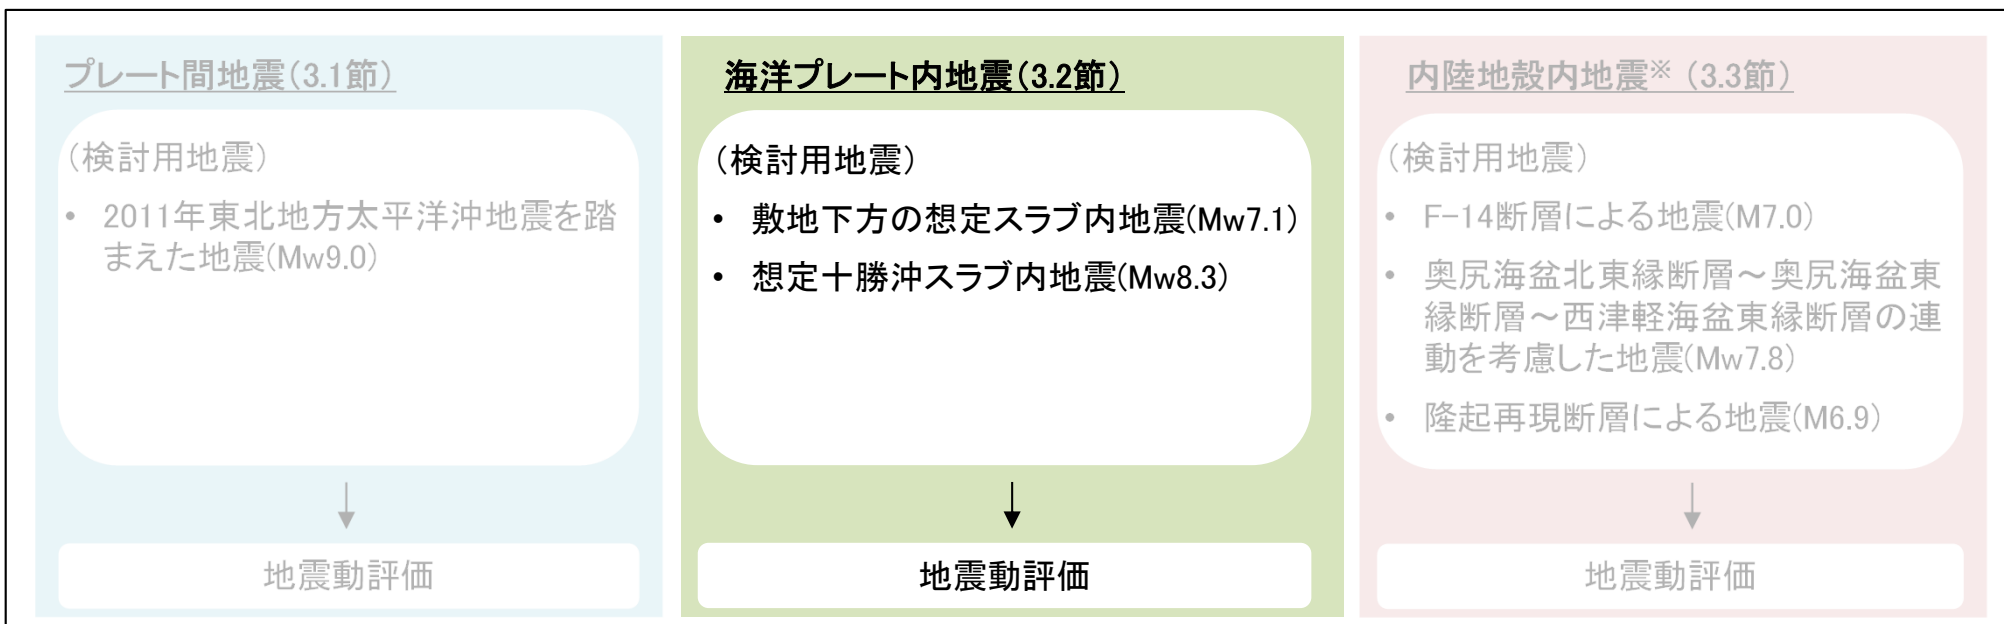 プレート間地震(3.1節)
(検討用地震)
• 2011年東北地方太平洋沖地震を踏
まえた地震(Mw9.0)
地震動評価
海洋プレート内地震(3.2節)
(検討用地震)
• 敷地下方の想定スラブ内地震(Mw7.1)
• 想定十勝沖スラブ内地震(Mw8.3)
地震動評価
内陸地殻内地震※ (3.3節)
(検討用地震)
• F-14断層による地震(M7.0)
• 奥尻海盆北東縁断層～奥尻海盆東
縁断層～西津軽海盆東縁断層の連
動を考慮した地震(Mw7.8)
• 隆起再現断層による地震(M6.9)
地震動評価